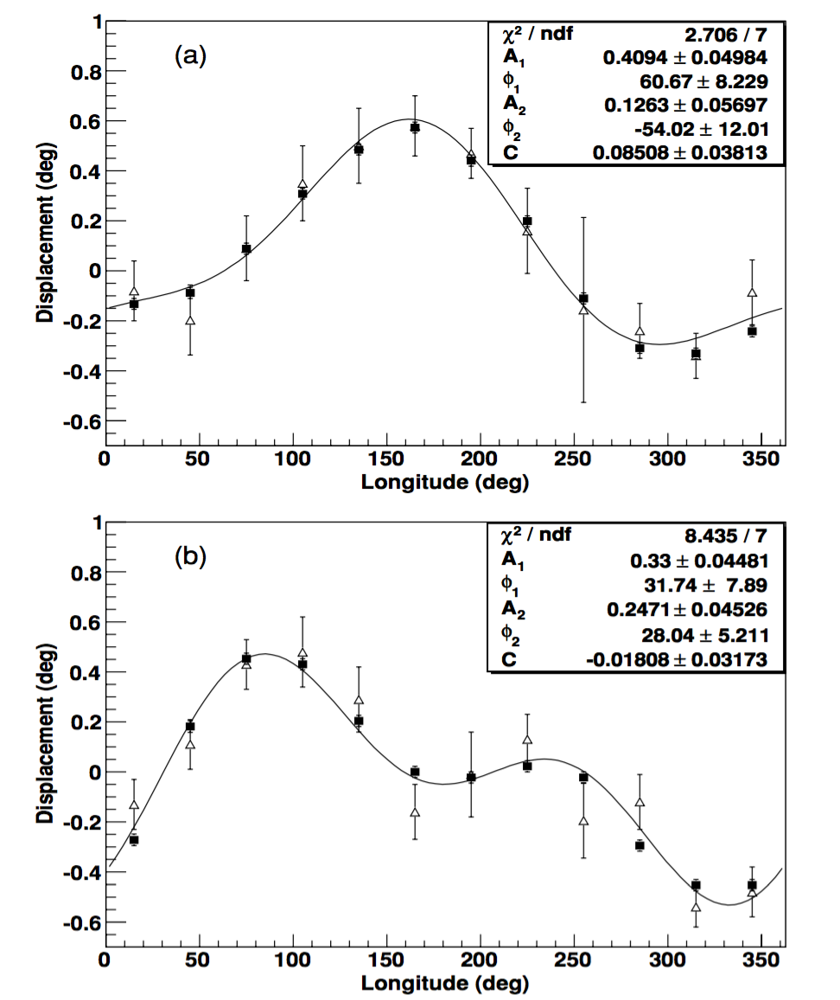 (a)
χ² / ndf 2.706 / 7
A₁ 0.4094 ± 0.04984
ϕ₁ 60.67 ± 8.229
A₂ 0.1263 ± 0.05697
ϕ₂ -54.02 ± 12.01
C 0.08508 ± 0.03813
Displacement (deg)
1
0.8
0.6
0.4
0.2
0
-0.2
-0.4
-0.6
0 50 100 150 200 250 300 350
Longitude (deg)
(b)
χ² / ndf 8.435 / 7
A₁ 0.33 ± 0.04481
ϕ₁ 31.74 ± 7.89
A₂ 0.2471 ± 0.04526
ϕ₂ 28.04 ± 5.211
C -0.01808 ± 0.03173
Displacement (deg)
1
0.8
0.6
0.4
0.2
0
-0.2
-0.4
-0.6
0 50 100 150 200 250 300 350
Longitude (deg)